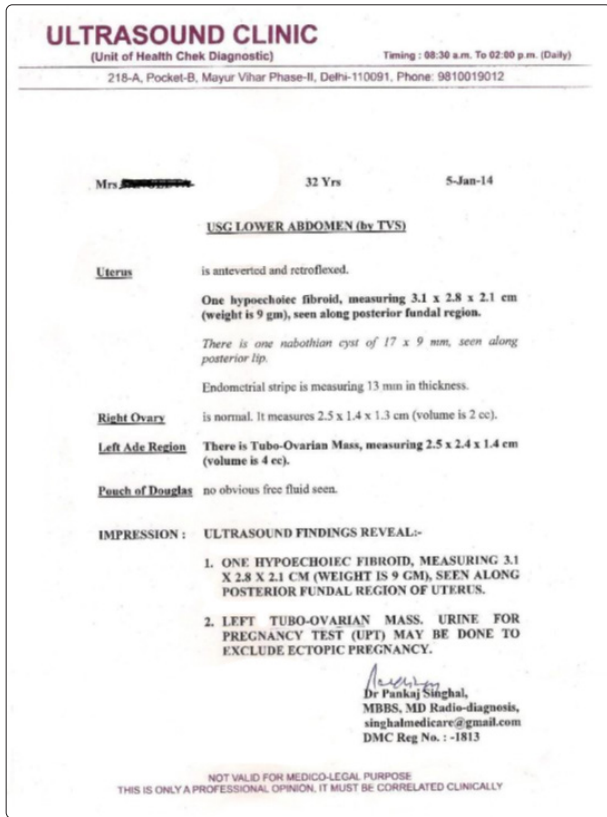 ULTRASOUND CLINIC
(Unit of Health Chek Diagnostic)
Timing : 08:30 a.m. To 02:00 p.m. (Daily)
218-A, Pocket-B, Mayur Vihar Phase-II, Delhi-110091, Phone: 9810019012
Mrs 32 Yrs 5-Jan-14
USG LOWER ABDOMEN (by TVS)
Uterus is anteverted and retroflexed.
One hypoechoiec fibroid, measuring 3.1 x 2.8 x 2.1 cm
(weight is 9 gm), seen along posterior fundal region.
There is one nabothian cyst of 17 x 9 mm, seen along
posterior lip.
Endometrial stripe is measuring 13 mm in thickness.
Right Ovary is normal. It measures 2.5 x 1.4 x 1.3 cm (volume is 2 cc).
Left Ade Region There is Tubo-Ovarian Mass, measuring 2.5 x 2.4 x 1.4 cm
(volume is 4 cc).
Pouch of Douglas no obvious free fluid seen.
IMPRESSION : ULTRASOUND FINDINGS REVEAL:-
1. ONE HYPOECHOIEC FIBROID, MEASURING 3.1
X 2.8 X 2.1 CM (WEIGHT IS 9 GM), SEEN ALONG
POSTERIOR FUNDAL REGION OF UTERUS.
2. LEFT TUBO-OVARIAN MASS. URINE FOR
PREGNANCY TEST (UPT) MAY BE DONE TO
EXCLUDE ECTOPIC PREGNANCY.
Dr Pankaj Singhal,
MBBS, MD Radio-diagnosis,
singhalmedicare@gmail.com
DMC Reg No. : -1813
NOT VALID FOR MEDICO-LEGAL PURPOSE
THIS IS ONLY A PROFESSIONAL OPINION, IT MUST BE CORRELATED CLINICALLY